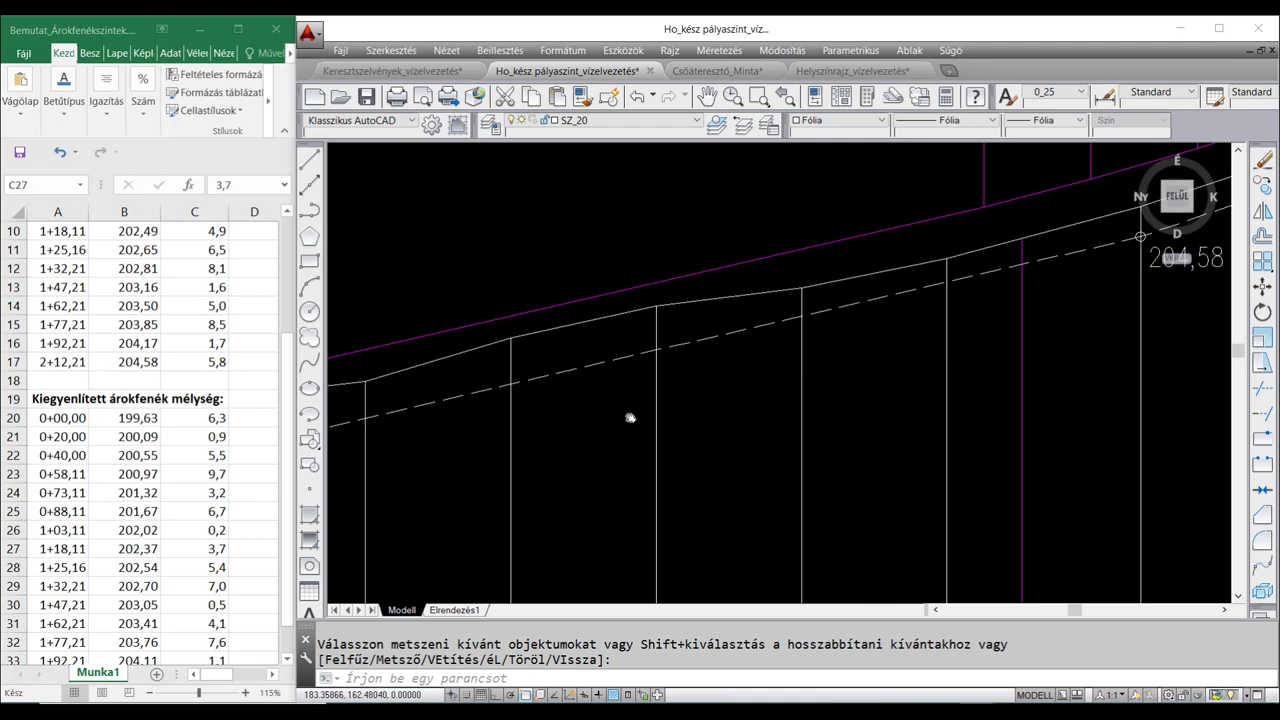 Bemutat_Árokfenékszintek....
Ho_kész pályaszint_víz...
Fájl Kezd Besz Lape Képl Adat Véler Néze Művel
Fájl Szerkesztés Nézet Beillesztés Formátum Eszközök Rajz Méretezés Módosítás Parametrikus Ablak Súgó
Keresztszelvények_vízelvezetés* Ho_kész pályaszint_vízelvezetés* Csőáteresztő_Minta* Helyszínrajz_vízelvezetés*
Vágólap Betűtípus Igazítás Szám
Feltételes formázá
Formázás táblázatl
Cellastílusok
Stílusok
0,25 Standard Standard
Klasszikus AutoCAD SZ_20 Fólia Fólia Fólia Szín
C27 fx 3,7
A B C D
10 1+18,11 202,49 4,9
11 1+25,16 202,65 6,5
12 1+32,21 202,81 8,1
13 1+47,21 203,16 1,6
14 1+62,21 203,50 5,0
15 1+77,21 203,85 8,5
16 1+92,21 204,17 1,7
17 2+12,21 204,58 5,8
18
19 Kiegyenlített árokfenék mélység:
20 0+00,00 199,63 6,3
21 0+20,00 200,09 0,9
22 0+40,00 200,55 5,5
23 0+58,11 200,97 9,7
24 0+73,11 201,32 3,2
25 0+88,11 201,67 6,7
26 1+03,11 202,02 0,2
27 1+18,11 202,37 3,7
28 1+25,16 202,54 5,4
29 1+32,21 202,70 7,0
30 1+47,21 203,05 0,5
31 1+62,21 203,41 4,1
32 1+77,21 203,76 7,6
33 1+92,21 204,11 1,1
É
NY FELÜL K
D
204,58
Modell Elrendezés1
Munka1
Válasszon metszeni kívánt objektumokat vagy Shift+kiválasztás a hosszabbítani kívántakhoz vagy
[Felfűz/Metsző/VEtítés/éL/Töröl/VIssza]:
Írjon be egy parancsot
Kész 115%
183.35866, 162.48040, 0.00000 MODELL 1:1